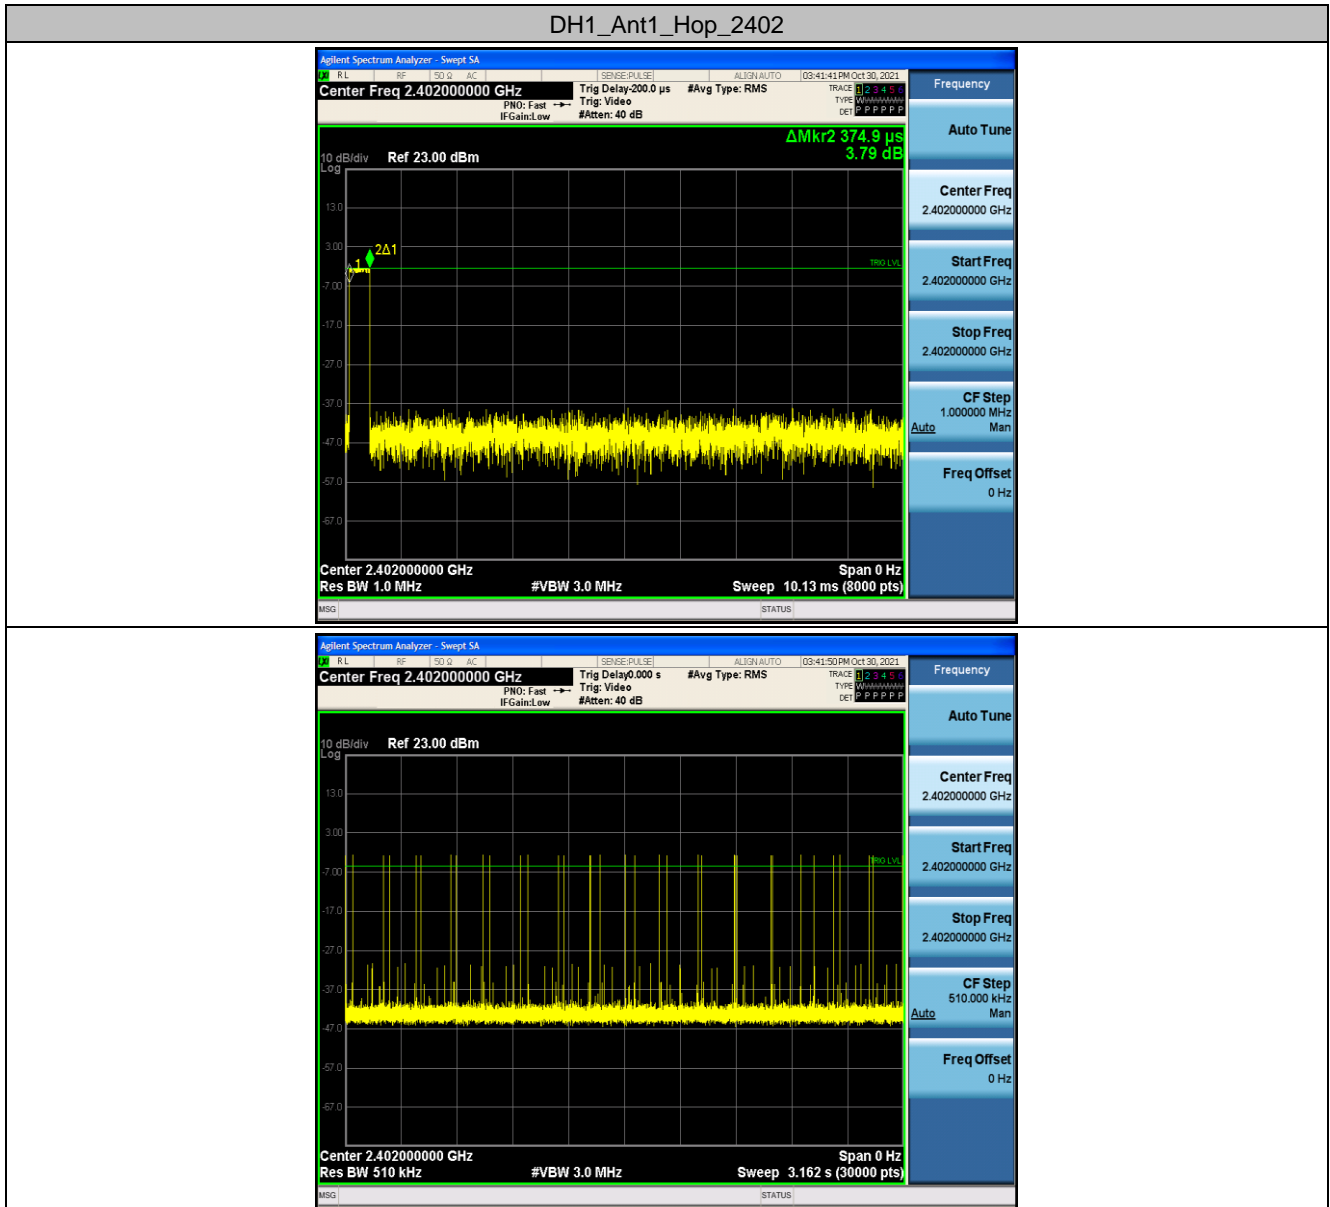 DH1_Ant1_Hop_2402
Agilent Spectrum Analyzer - Swept SA
RL RF 50 Ω AC SENSE:PULSE ALIGN AUTO 03:41:41 PM Oct 30, 2021
Center Freq 2.402000000 GHz
PNO: Fast
IFGain:Low
Trig Delay-200.0 µs
Trig: Video
#Atten: 40 dB
#Avg Type: RMS
TRACE 1 2 3 4 5 6
TYPE
DET P P P P P P
ΔMkr2 374.9 µs
3.79 dB
10 dB/div Ref 23.00 dBm
Log
13.0
3.00
-7.00
-17.0
-27.0
-37.0
-47.0
-57.0
-67.0
1
2Δ1
TRIG LVL
Center 2.402000000 GHz Span 0 Hz
Res BW 1.0 MHz #VBW 3.0 MHz Sweep 10.13 ms (8000 pts)
MSG STATUS
Frequency
Auto Tune
Center Freq
2.402000000 GHz
Start Freq
2.402000000 GHz
Stop Freq
2.402000000 GHz
CF Step
1.000000 MHz
Auto Man
Freq Offset
0 Hz
Agilent Spectrum Analyzer - Swept SA
RL RF 50 Ω AC SENSE:PULSE ALIGN AUTO 03:41:50 PM Oct 30, 2021
Center Freq 2.402000000 GHz
PNO: Fast
IFGain:Low
Trig Delay0.000 s
Trig: Video
#Atten: 40 dB
#Avg Type: RMS
TRACE 1 2 3 4 5 6
TYPE
DET P P P P P P
10 dB/div Ref 23.00 dBm
Log
13.0
3.00
-7.00
-17.0
-27.0
-37.0
-47.0
-57.0
-67.0
TRIG LVL
Center 2.402000000 GHz Span 0 Hz
Res BW 510 kHz #VBW 3.0 MHz Sweep 3.162 s (30000 pts)
MSG STATUS
Frequency
Auto Tune
Center Freq
2.402000000 GHz
Start Freq
2.402000000 GHz
Stop Freq
2.402000000 GHz
CF Step
510.000 kHz
Auto Man
Freq Offset
0 Hz